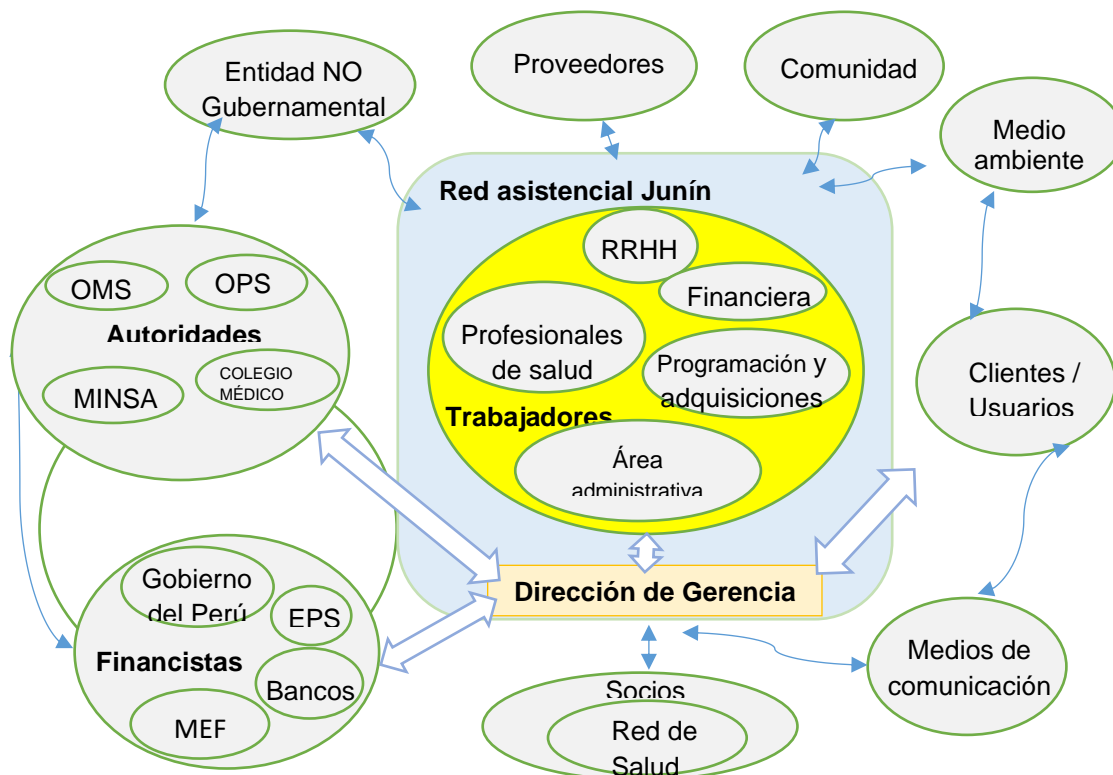 Entidad NO
Gubernamental
Proveedores
Comunidad
Medio
ambiente
Red asistencial Junín
RRHH
Financiera
Profesionales
de salud
Programación y
adquisiciones
Trabajadores
Área
administrativa
OMS
OPS
Autoridades
MINSA
COLEGIO
MÉDICO
Clientes /
Usuarios
Dirección de Gerencia
Gobierno
del Perú
EPS
Financistas
Bancos
MEF
Socios
Red de
Salud
Medios de
comunicación